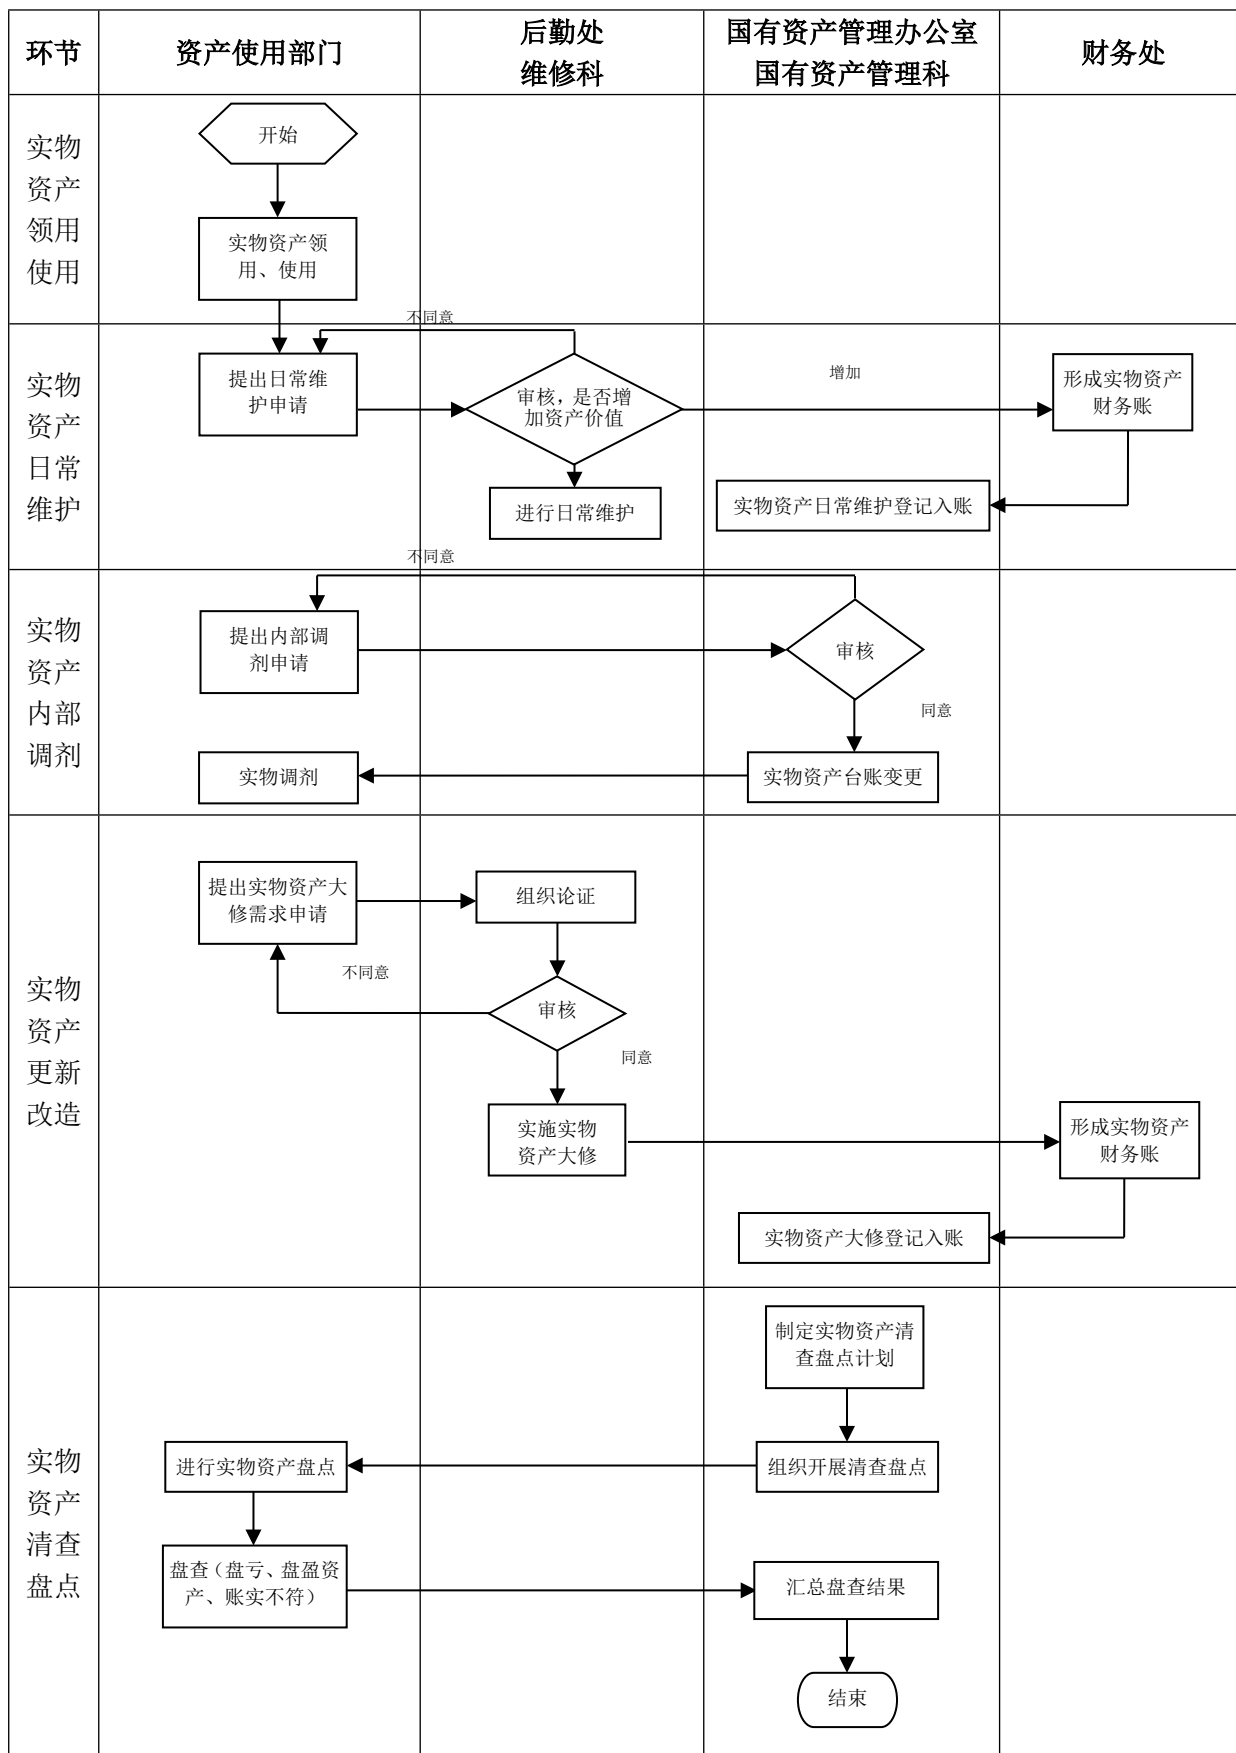 环节
资产使用部门
后勤处
维修科
国有资产管理办公室
国有资产管理科
财务处
实物
资产
领用
使用
开始
实物资产领
用、使用
实物
资产
日常
维护
不同意
提出日常维
护申请
审核，是否增
加资产价值
增加
形成实物资产
财务账
进行日常维护
实物资产日常维护登记入账
实物
资产
内部
调剂
不同意
提出内部调
剂申请
审核
同意
实物调剂
实物资产台账变更
实物
资产
更新
改造
提出实物资产大
修需求申请
组织论证
不同意
审核
同意
实施实物
资产大修
形成实物资产
财务账
实物资产大修登记入账
实物
资产
清查
盘点
制定实物资产清
查盘点计划
进行实物资产盘点
组织开展清查盘点
盘查（盘亏、盘盈资
产、账实不符）
汇总盘查结果
结束